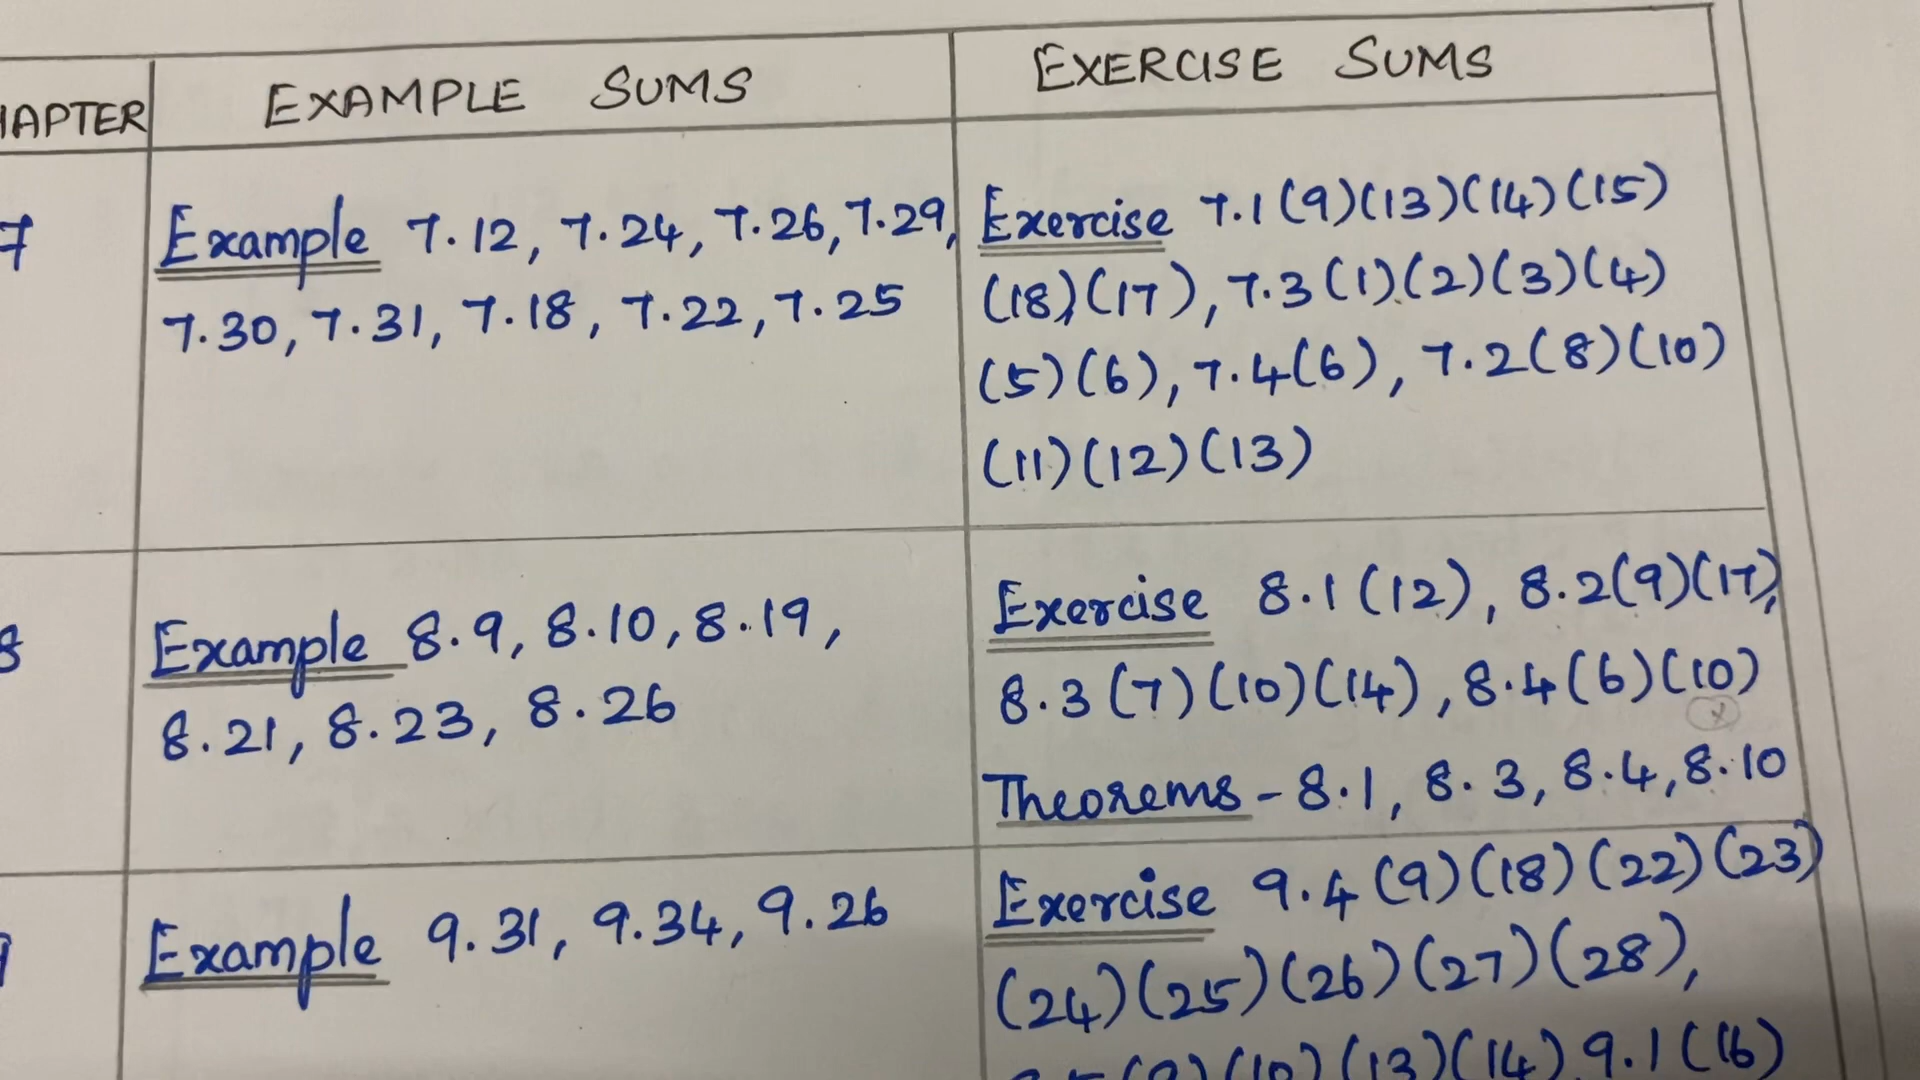 HAPTER
EXAMPLE SUMS
EXERCISE SUMS
7
Example 7.12, 7.24, 7.26, 7.29,
7.30, 7.31, 7.18, 7.22, 7.25
Exercise 7.1(9)(13)(14)(15)
(18)(17), 7.3(1)(2)(3)(4)
(5)(6), 7.4(6), 7.2(8)(10)
(11)(12)(13)
8
Example 8.9, 8.10, 8.19,
8.21, 8.23, 8.26
Exercise 8.1(12), 8.2(9)(17),
8.3(7)(10)(14), 8.4(6)(10)
Theorems - 8.1, 8.3, 8.4, 8.10
Example 9.31, 9.34, 9.26
Exercise 9.4(9)(18)(22)(23)
(24)(25)(26)(27)(28),
(13)(14) 9.1(16)